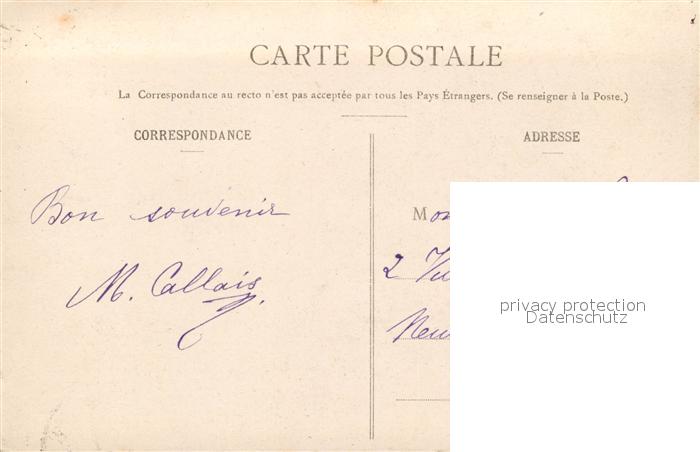 CARTE POSTALE
La Correspondance au recto n'est pas acceptée par tous les Pays Étrangers. (Se renseigner à la Poste.)
CORRESPONDANCE
ADRESSE
Bon souvenir
M. Callais
2
privacy protection
Datenschutz